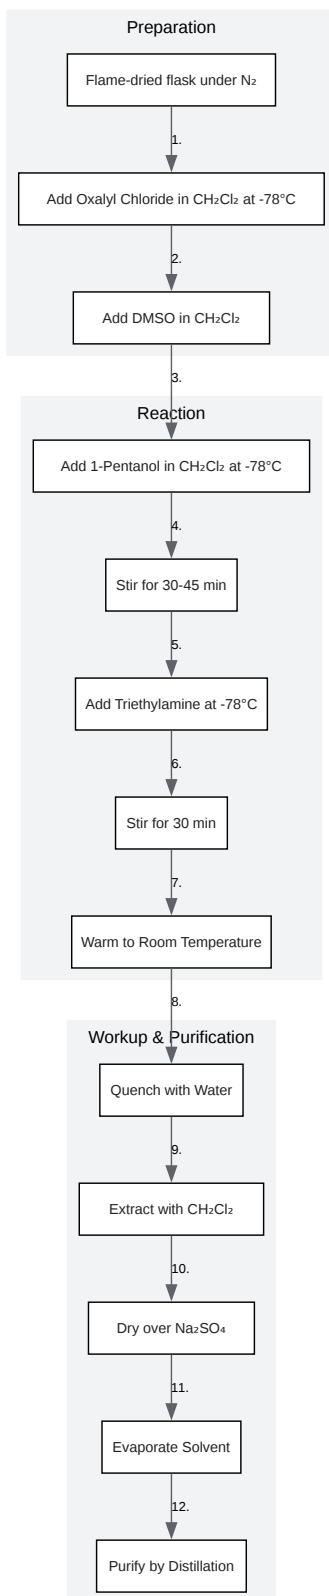 Preparation
Flame-dried flask under N₂
1.
Add Oxalyl Chloride in CH₂Cl₂ at -78°C
2.
Add DMSO in CH₂Cl₂
3.
Reaction
Add 1-Pentanol in CH₂Cl₂ at -78°C
4.
Stir for 30-45 min
5.
Add Triethylamine at -78°C
6.
Stir for 30 min
7.
Warm to Room Temperature
8.
Workup & Purification
Quench with Water
9.
Extract with CH₂Cl₂
10.
Dry over Na₂SO₄
11.
Evaporate Solvent
12.
Purify by Distillation